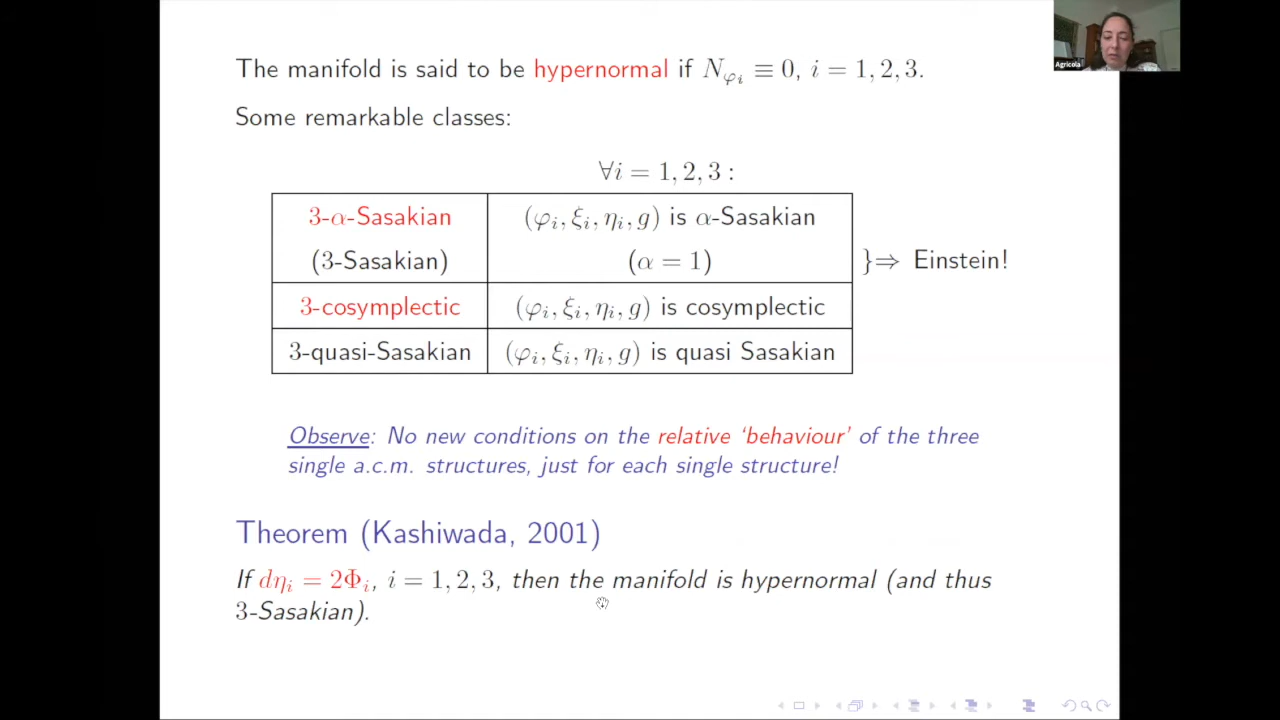 The manifold is said to be hypernormal if N_{φ_i} ≡ 0, i = 1, 2, 3.
Agricola
Some remarkable classes:
∀i = 1, 2, 3 :
3-α-Sasakian (φ_i, ξ_i, η_i, g) is α-Sasakian
(3-Sasakian) (α = 1) }⇒ Einstein!
3-cosymplectic (φ_i, ξ_i, η_i, g) is cosymplectic
3-quasi-Sasakian (φ_i, ξ_i, η_i, g) is quasi Sasakian
Observe: No new conditions on the relative ‘behaviour’ of the three
single a.c.m. structures, just for each single structure!
Theorem (Kashiwada, 2001)
If dη_i = 2Φ_i, i = 1, 2, 3, then the manifold is hypernormal (and thus
3-Sasakian).